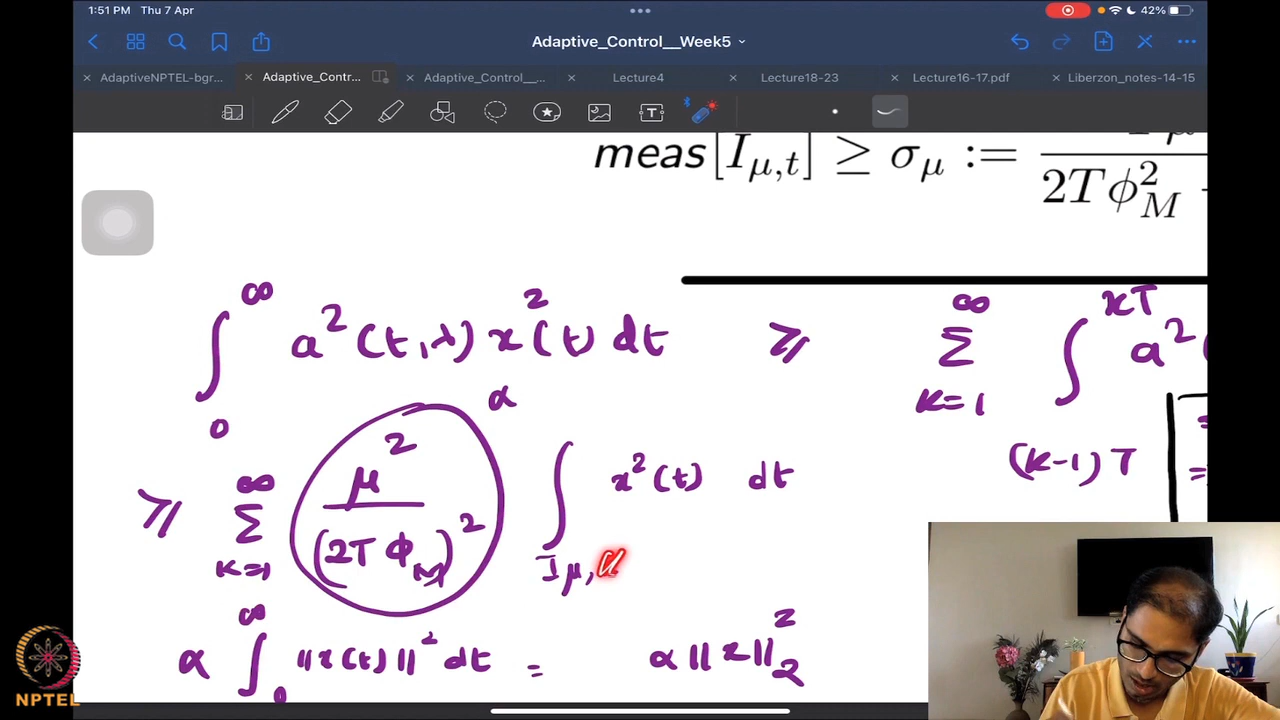 1:51 PM Thu 7 Apr
42%
Adaptive_Control__Week5
AdaptiveNPTEL-bgr...
Adaptive_Contr...
Adaptive_Control__...
Lecture4
Lecture18-23
Lecture16-17.pdf
Liberzon_notes-14-15
meas[I_{μ,t}] ≥ σ_μ := / 2Tϕ_M^2
∫_0^∞ a^2(t,λ) x^2(t) dt ≥ Σ_{k=1}^∞ ∫_{(k-1)T}^{kT} a^2(
α
≥ Σ_{k=1}^∞ μ^2/(2Tϕ_M)^2 ∫_{I_μ,} x^2(t) dt
α ∫_0^∞ ||x(t)||^2 dt = α||x||_2^2
NPTEL